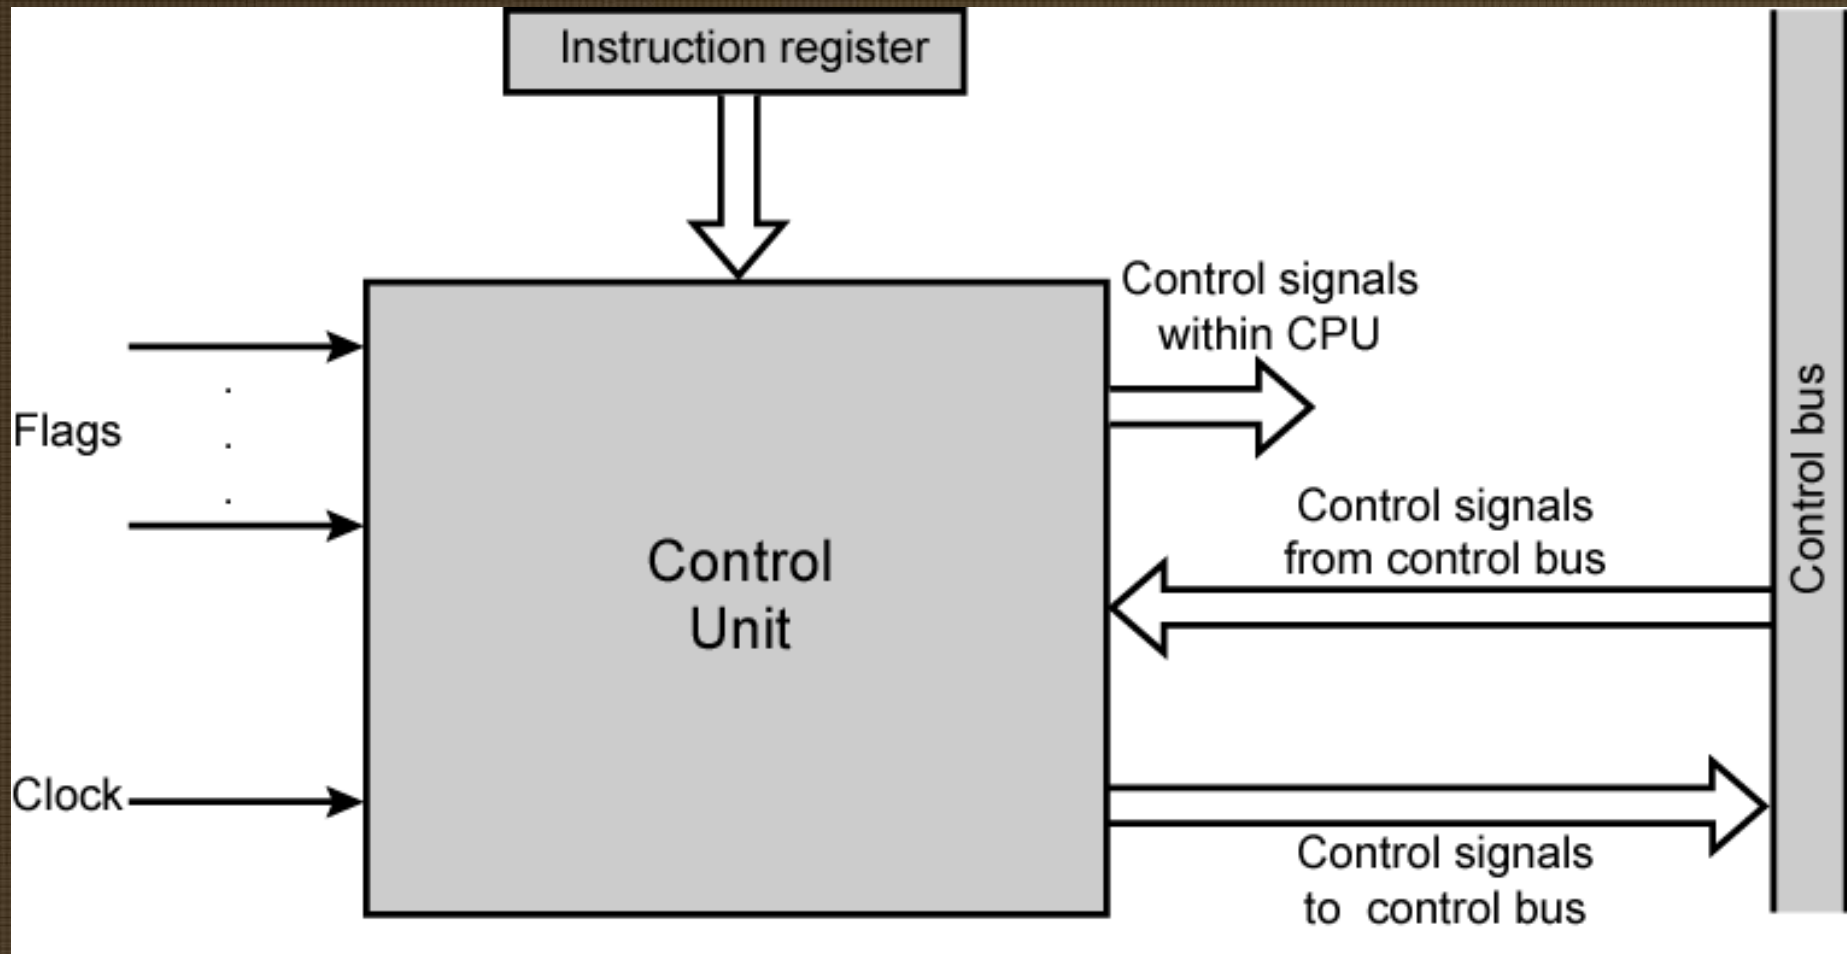 Instruction register
Control signals
within CPU
Flags
Control signals
from control bus
Control
Unit
Control bus
Clock
Control signals
to control bus